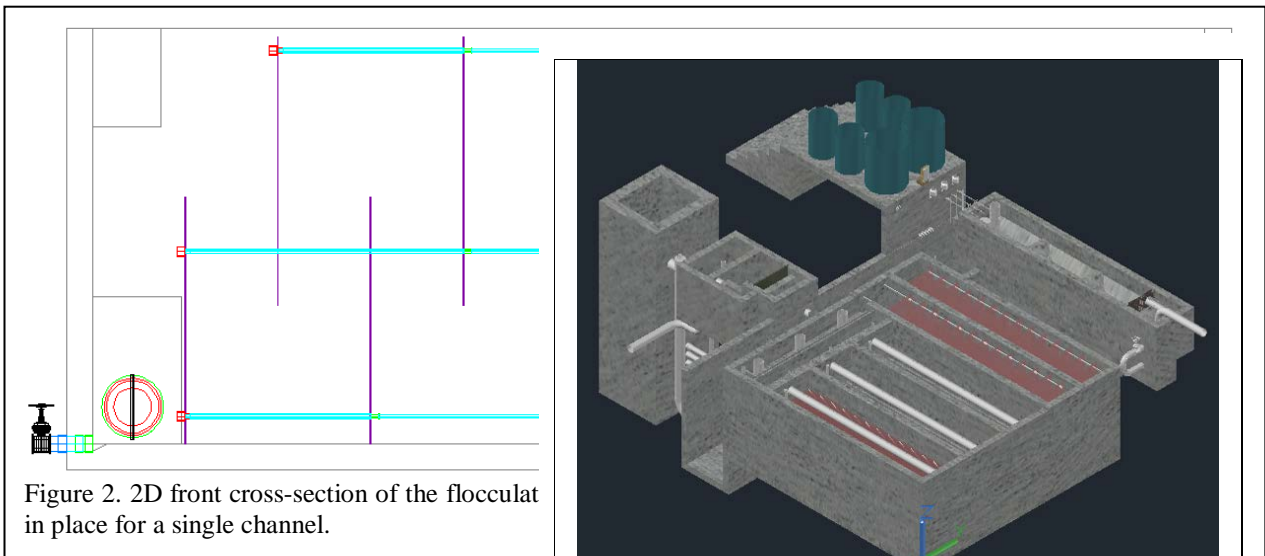 Figure 2. 2D front cross-section of the flocculat
in place for a single channel.